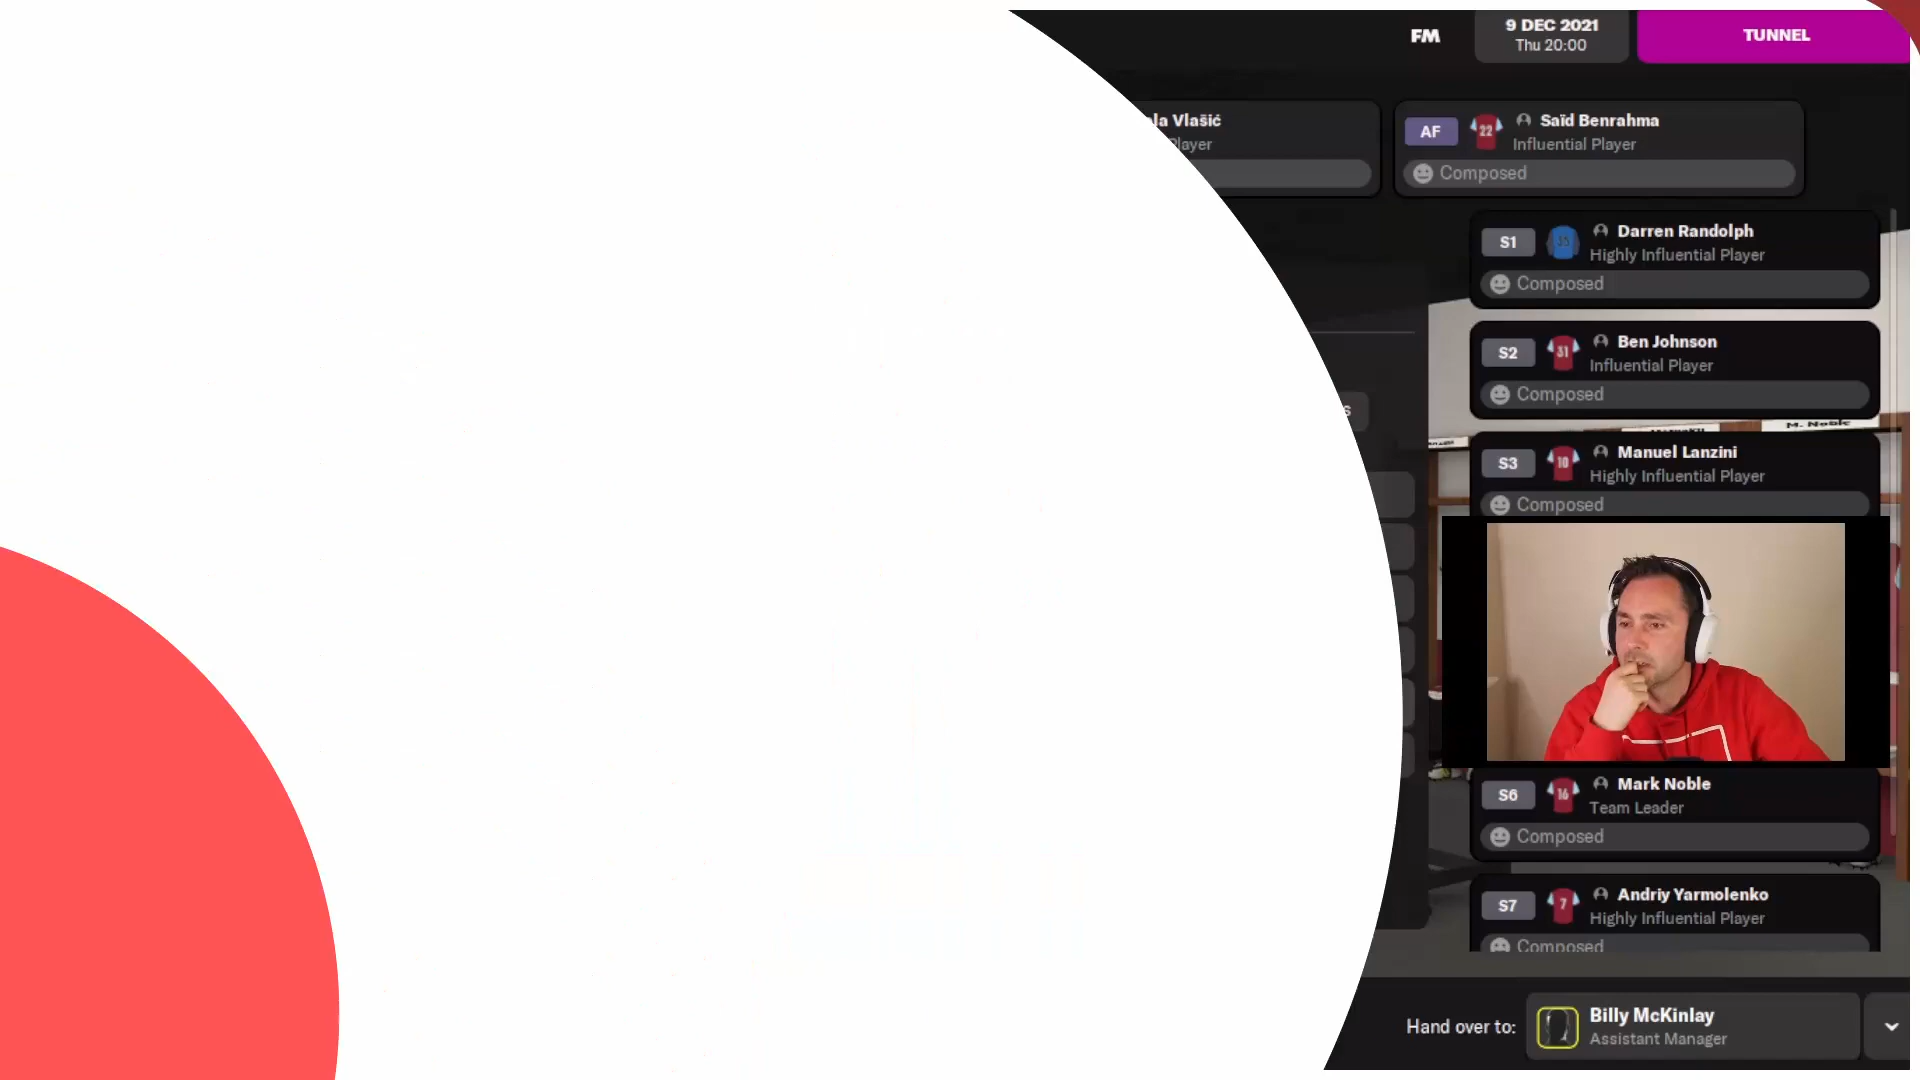 FM
9 DEC 2021
Thu 20:00
TUNNEL
la Vlašić
Player
AF
22
Saïd Benrahma
Influential Player
Composed
S1
Darren Randolph
Highly Influential Player
Composed
S2
31
Ben Johnson
Influential Player
Composed
M. Noble
S3
10
Manuel Lanzini
Highly Influential Player
Composed
S6
16
Mark Noble
Team Leader
Composed
S7
7
Andriy Yarmolenko
Highly Influential Player
Composed
Hand over to:
Billy McKinlay
Assistant Manager